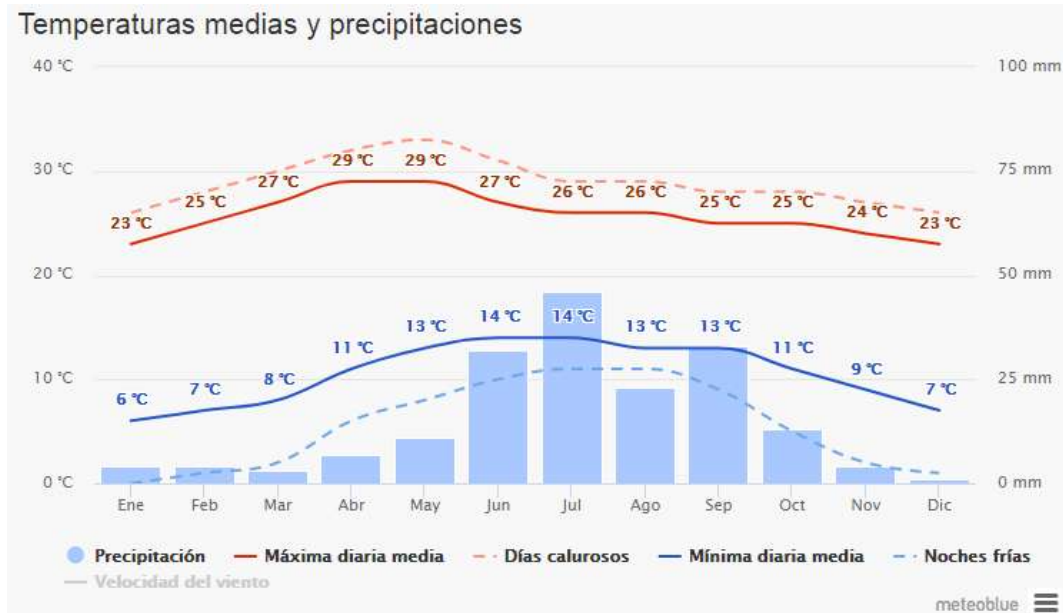 Temperaturas medias y precipitaciones
40 °C
100 mm
30 °C
75 mm
20 °C
50 mm
10 °C
25 mm
0 °C
0 mm
23 °C
25 °C
27 °C
29 °C
29 °C
27 °C
26 °C
26 °C
25 °C
25 °C
24 °C
23 °C
6 °C
7 °C
8 °C
11 °C
13 °C
14 °C
14 °C
13 °C
13 °C
11 °C
9 °C
7 °C
Ene Feb Mar Abr May Jun Jul Ago Sep Oct Nov Dic
Precipitación Máxima diaria media Días calurosos Mínima diaria media Noches frías
Velocidad del viento
meteoblue